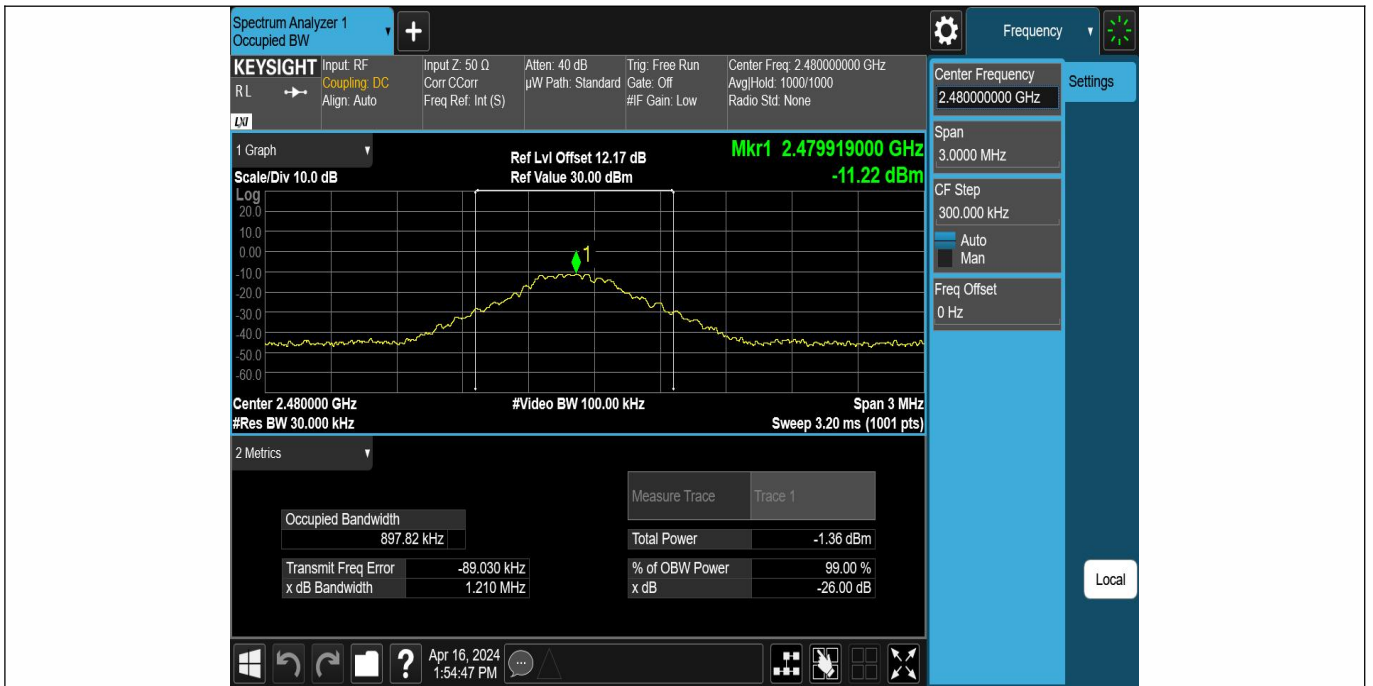 Spectrum Analyzer 1
Occupied BW
+
Frequency
KEYSIGHT
RL
LXI
Input: RF
Coupling: DC
Align: Auto
Input Z: 50 Ω
Corr CCorr
Freq Ref: Int (S)
Atten: 40 dB
µW Path: Standard
Trig: Free Run
Gate: Off
#IF Gain: Low
Center Freq: 2.480000000 GHz
Avg|Hold: 1000/1000
Radio Std: None
Center Frequency
2.480000000 GHz
Settings
Span
3.0000 MHz
CF Step
300.000 kHz
Auto
Man
Freq Offset
0 Hz
Local
1 Graph
Scale/Div 10.0 dB
Ref Lvl Offset 12.17 dB
Ref Value 30.00 dBm
Mkr1 2.479919000 GHz
-11.22 dBm
Log
20.0
10.0
0.00
-10.0
-20.0
-30.0
-40.0
-50.0
-60.0
1
Center 2.480000 GHz
#Res BW 30.000 kHz
#Video BW 100.00 kHz
Span 3 MHz
Sweep 3.20 ms (1001 pts)
2 Metrics
Measure Trace Trace 1
Occupied Bandwidth
897.82 kHz
Total Power -1.36 dBm
Transmit Freq Error -89.030 kHz
% of OBW Power 99.00 %
x dB Bandwidth 1.210 MHz
x dB -26.00 dB
?
Apr 16, 2024
1:54:47 PM